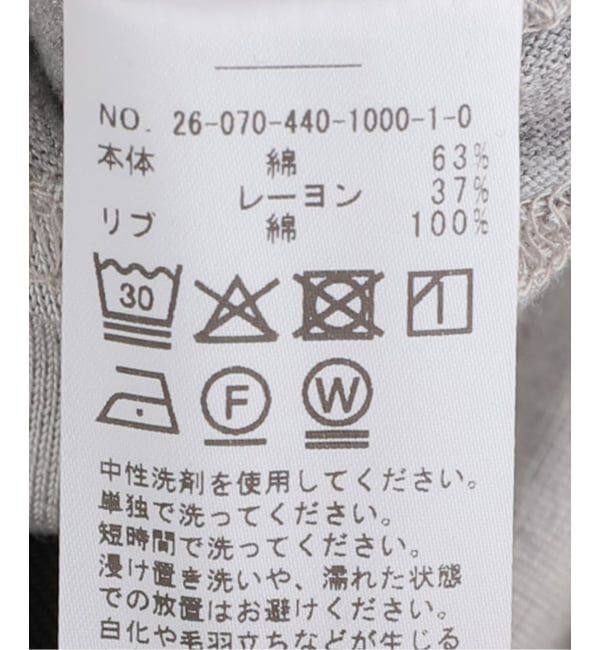 NO. 26-070-440-1000-1-0
本体 綿 63%
レーヨン 37%
リブ 綿 100%
30
F W
中性洗剤を使用してください。
単独で洗ってください。
短時間で洗ってください。
浸け置き洗いや、濡れた状態
での放置はお避けください。
白化や毛羽立ちなどが生じる